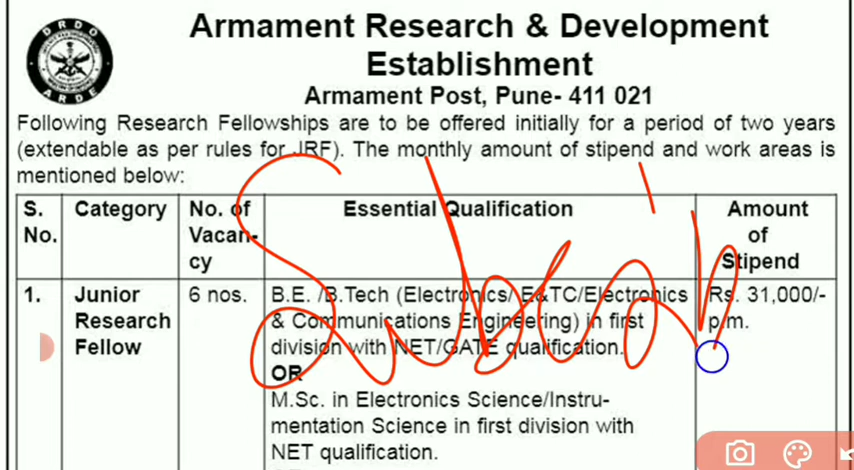 DRDO
ARDE
Armament Research & Development
Establishment
Armament Post, Pune- 411 021
Following Research Fellowships are to be offered initially for a period of two years
(extendable as per rules for JRF). The monthly amount of stipend and work areas is
mentioned below:
S. No.
Category
No. of Vacan-cy
Essential Qualification
Amount of Stipend
1.
Junior Research Fellow
6 nos.
B.E. /B.Tech (Electronics/ E&TC/Electronics
& Communications Engineering) in first
division with NET/GATE qualification.
OR
M.Sc. in Electronics Science/Instru-
mentation Science in first division with
NET qualification.
Rs. 31,000/-
p.m.